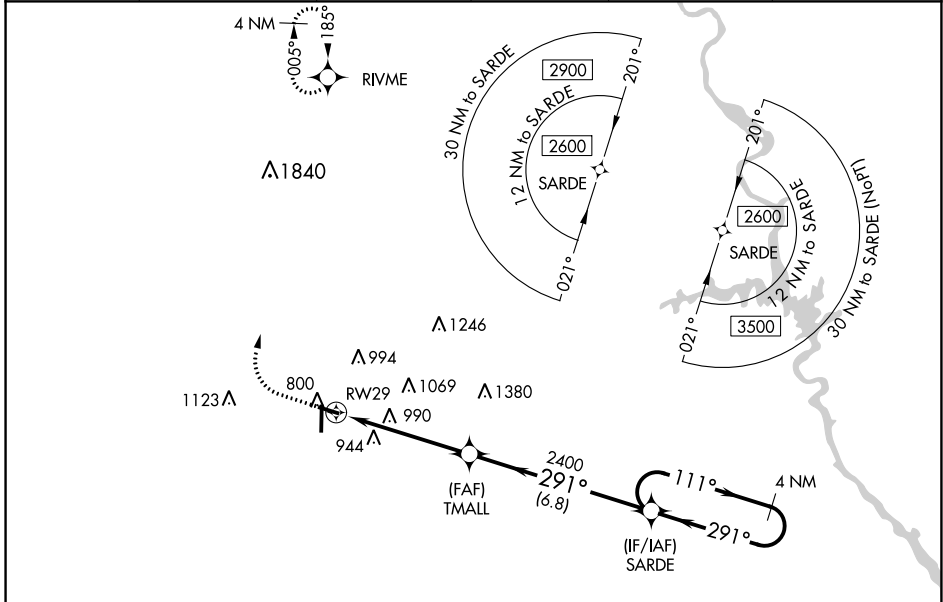 4 NM
185°
005°
RIVME
1840
30 NM to SARDE
2900
201°
12 NM to SARDE
2600
SARDE
021°
201°
30 NM to SARDE (NoPT)
2600
12 NM to SARDE
SARDE
3500
021°
1246
994
1069
1380
1123
800
RW29
990
944
2400
291°
(6.8)
(FAF)
TMALL
111°
4 NM
291°
(IF/IAF)
SARDE